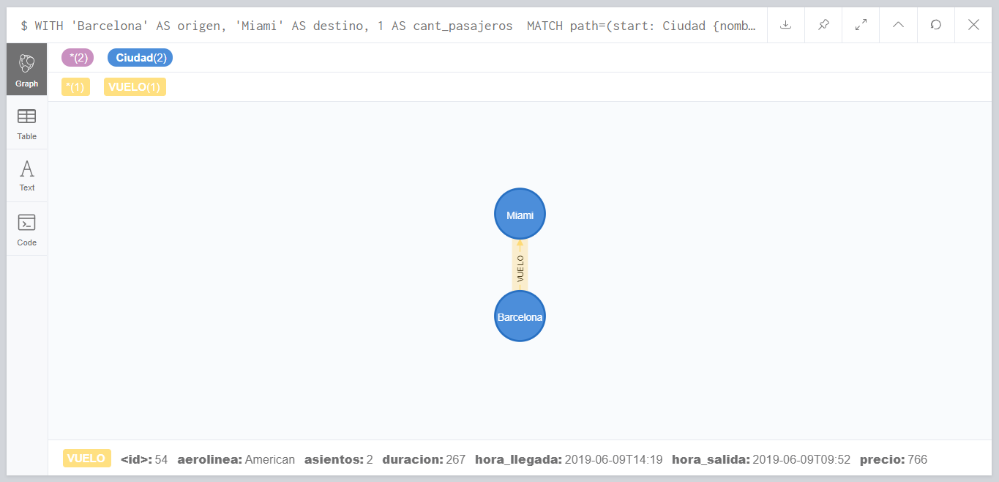 $ WITH 'Barcelona' AS origen, 'Miami' AS destino, 1 AS cant_pasajeros  MATCH path=(start: Ciudad {nomb…
*(2) Ciudad(2)
*(1) VUELO(1)
Graph
Table
Text
Code
Miami
VUELO
Barcelona
VUELO <id>: 54 aerolinea: American asientos: 2 duracion: 267 hora_llegada: 2019-06-09T14:19 hora_salida: 2019-06-09T09:52 precio: 766